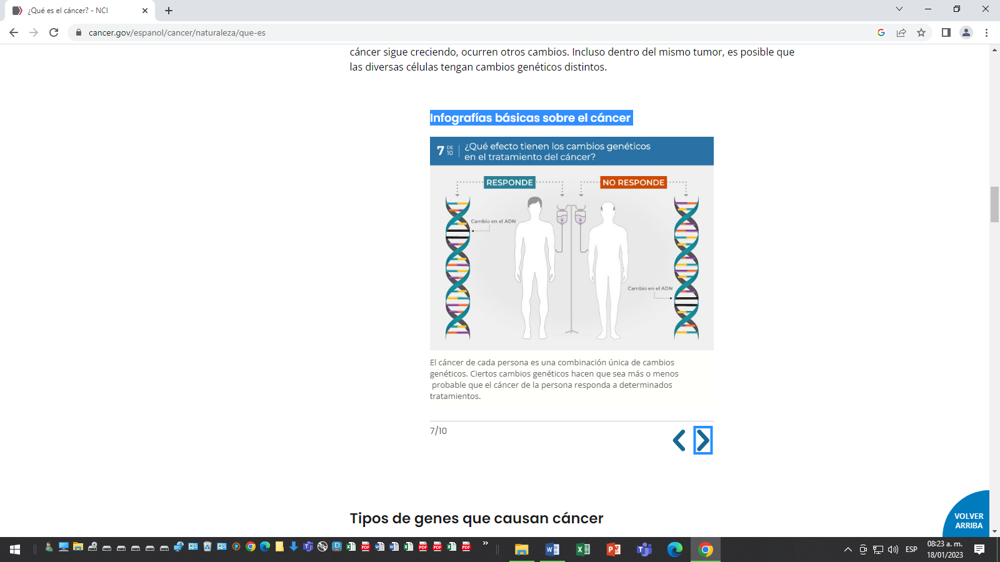 ¿Qué es el cáncer? - NCI
cancer.gov/espanol/cancer/naturaleza/que-es
cáncer sigue creciendo, ocurren otros cambios. Incluso dentro del mismo tumor, es posible que
las diversas células tengan cambios genéticos distintos.
Infografías básicas sobre el cáncer
7 DE 10 ¿Qué efecto tienen los cambios genéticos
en el tratamiento del cáncer?
RESPONDE
NO RESPONDE
Cambio en el ADN
Cambio en el ADN
El cáncer de cada persona es una combinación única de cambios
genéticos. Ciertos cambios genéticos hacen que sea más o menos
probable que el cáncer de la persona responda a determinados
tratamientos.
7/10
Tipos de genes que causan cáncer
VOLVER
ARRIBA
ESP
08:23 a. m.
18/01/2023